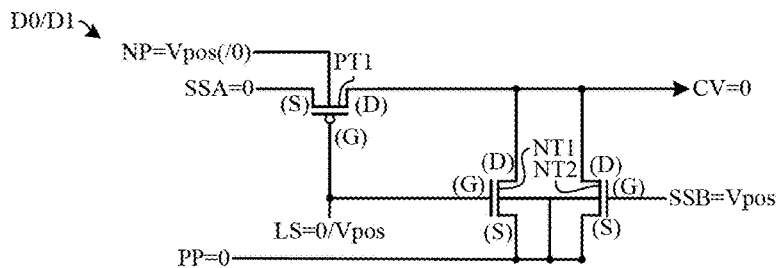 D0/D1
NP=Vpos(/0)
PT1
SSA=0
(S)
(D)
CV=0
(G)
NT1
(D)
NT2
(D)
(G)
(G)
SSB=Vpos
LS=0/Vpos
(S)
(S)
PP=0